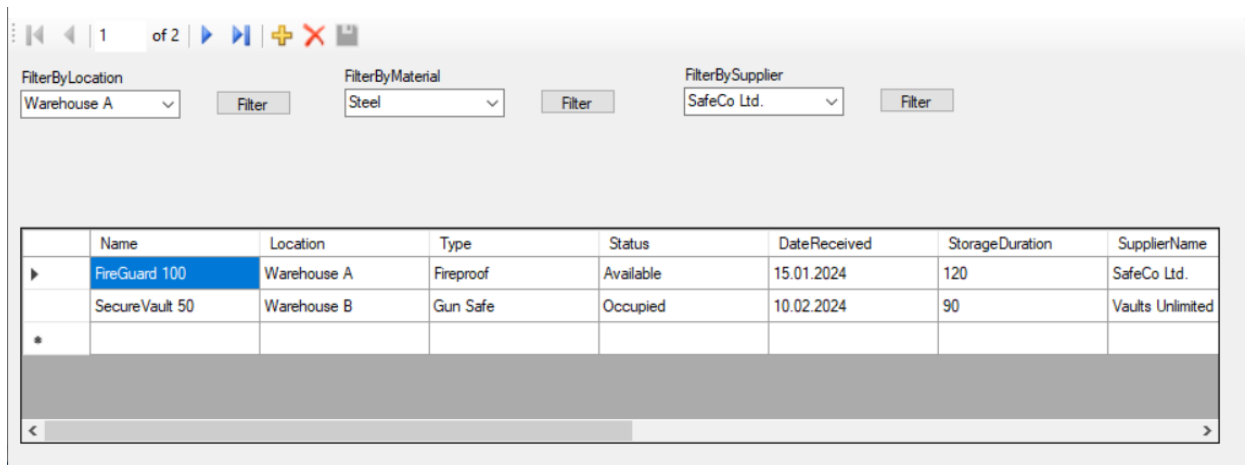 1 of 2
FilterByLocation FilterByMaterial FilterBySupplier
Warehouse A Filter Steel Filter SafeCo Ltd. Filter
Name Location Type Status DateReceived StorageDuration SupplierName
FireGuard 100 Warehouse A Fireproof Available 15.01.2024 120 SafeCo Ltd.
SecureVault 50 Warehouse B Gun Safe Occupied 10.02.2024 90 Vaults Unlimited